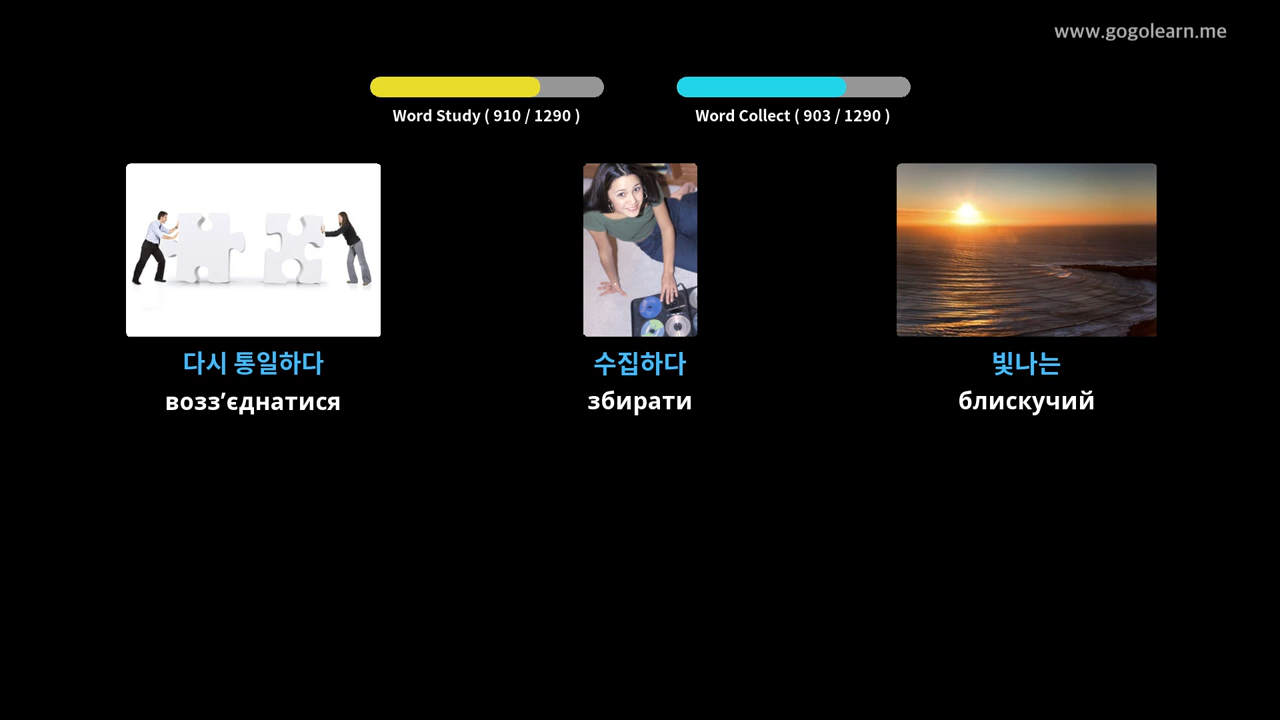 www.gogolearn.me
Word Study ( 910 / 1290 )
Word Collect ( 903 / 1290 )
다시 통일하다
возз’єднатися
수집하다
збирати
빛나는
блискучий